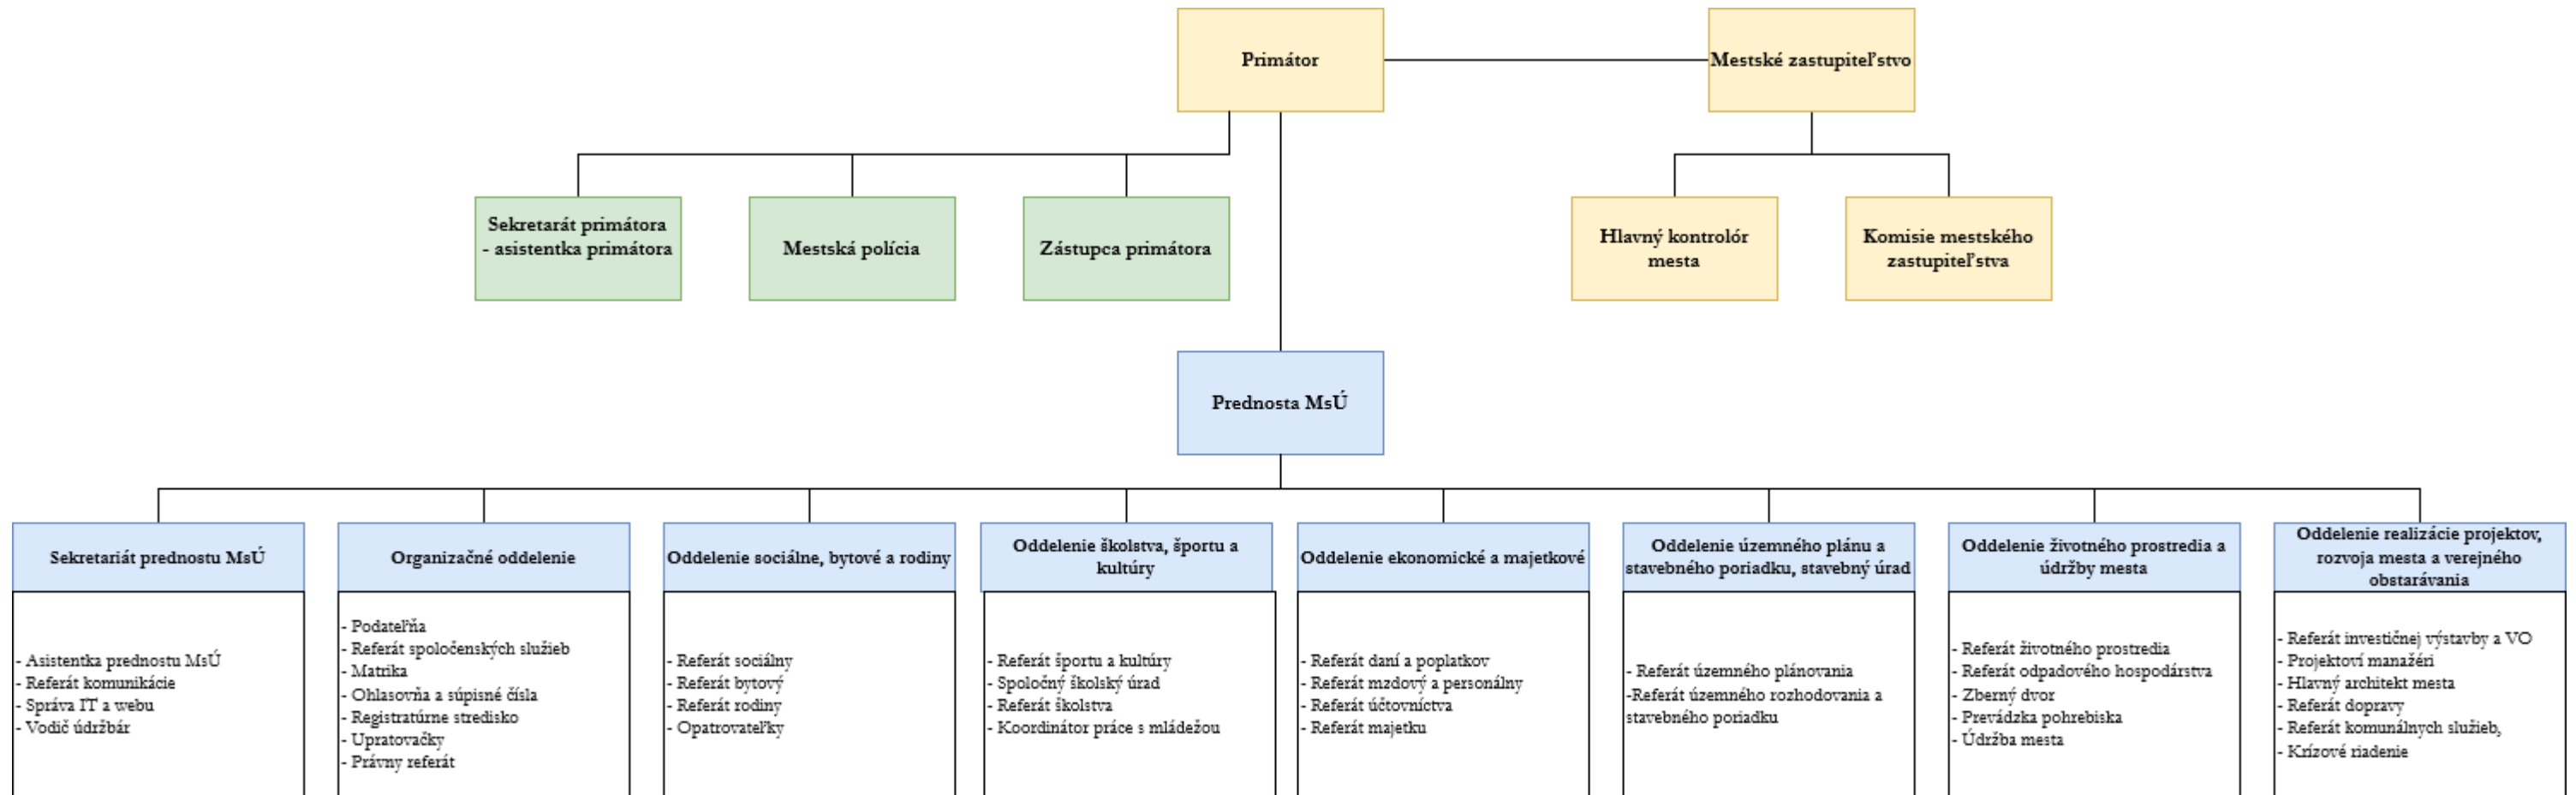 Primátor
Mestské zastupiteľstvo
Sekretárát primátora
- asistentka primátora
Mestská polícia
Zástupca primátora
Hlavný kontrolór
mesta
Komisie mestského
zastupiteľstva
Prednosta MsÚ
Sekretariát prednostu MsÚ
- Asistentka prednostu MsÚ
- Referát komunikácie
- Správa IT a webu
- Vodič údržbár
Organizačné oddelenie
- Podateľňa
- Referát spoločenských služieb
- Matrika
- Ohlasovňa a súpisné čísla
- Registratúrne stredisko
- Upratovačky
- Právny referát
Oddelenie sociálne, bytové a rodiny
- Referát sociálny
- Referát bytový
- Referát rodiny
- Opatrovateľky
Oddelenie školstva, športu a
kultúry
- Referát športu a kultúry
- Spoločný školský úrad
- Referát školstva
- Koordinátor práce s mládežou
Oddelenie ekonomické a majetkové
- Referát daní a poplatkov
- Referát mzdový a personálny
- Referát účtovníctva
- Referát majetku
Oddelenie územného plánu a
stavebného poriadku, stavebný úrad
- Referát územného plánovania
-Referát územného rozhodovania a
stavebného poriadku
Oddelenie životného prostredia a
údržby mesta
- Referát životného prostredia
- Referát odpadového hospodárstva
- Zberný dvor
- Prevádzka pohrebiska
- Údržba mesta
Oddelenie realizácie projektov,
rozvoja mesta a verejného
obstarávania
- Referát investičnej výstavby a VO
- Projektoví manažéri
- Hlavný architekt mesta
- Referát dopravy
- Referát komunálnych služieb,
- Krízové riadenie